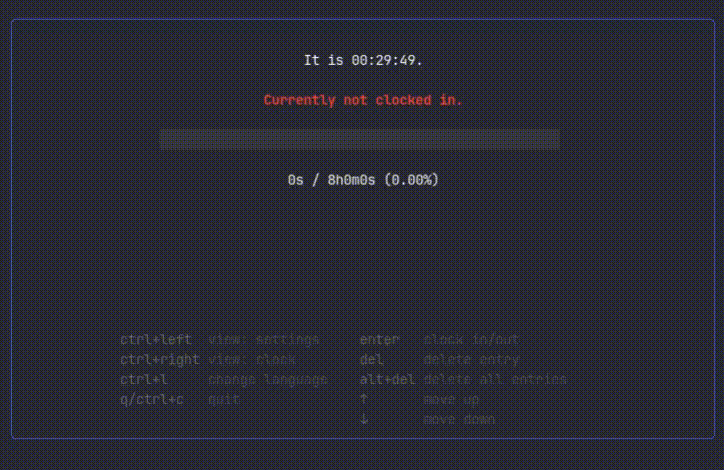 It is 00:29:49.
Currently not clocked in.
0s / 8h0m0s (0.00%)
ctrl+left view: settings enter clock in/out
ctrl+right view: clock del delete entry
ctrl+l change language alt+del delete all entries
q/ctrl+c quit ↑ move up
↓ move down